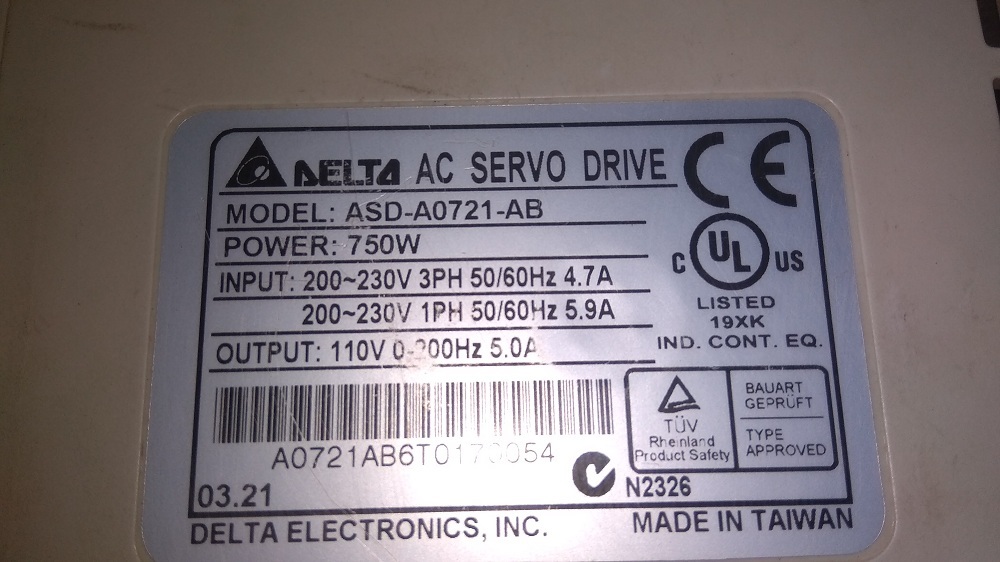 DELTA AC SERVO DRIVE CE
MODEL: ASD-A0721-AB
POWER: 750W
INPUT: 200~230V 3PH 50/60Hz 4.7A
200~230V 1PH 50/60Hz 5.9A
OUTPUT: 110V 0-200Hz 5.0A
C UL US
LISTED
19XK
IND. CONT. EQ.
A0721AB6T0170054
03.21
TÜV
Rheinland
Product Safety
BAUART
GEPRÜFT
TYPE
APPROVED
N2326
DELTA ELECTRONICS, INC.
MADE IN TAIWAN